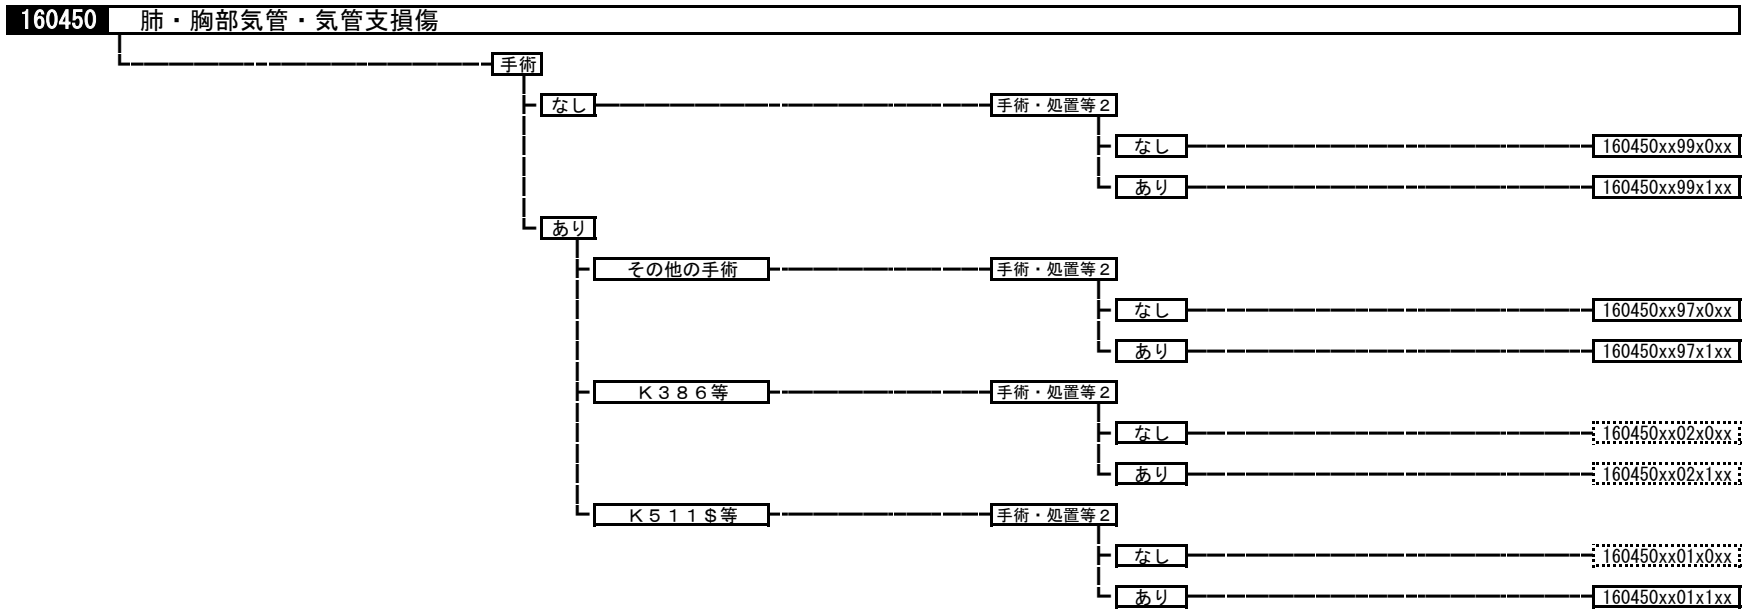 160450 肺・胸部気管・気管支損傷
手術
なし 手術・処置等２
なし 160450xx99x0xx
あり 160450xx99x1xx
あり
その他の手術 手術・処置等２
なし 160450xx97x0xx
あり 160450xx97x1xx
Ｋ３８６等 手術・処置等２
なし 160450xx02x0xx
あり 160450xx02x1xx
Ｋ５１１＄等 手術・処置等２
なし 160450xx01x0xx
あり 160450xx01x1xx